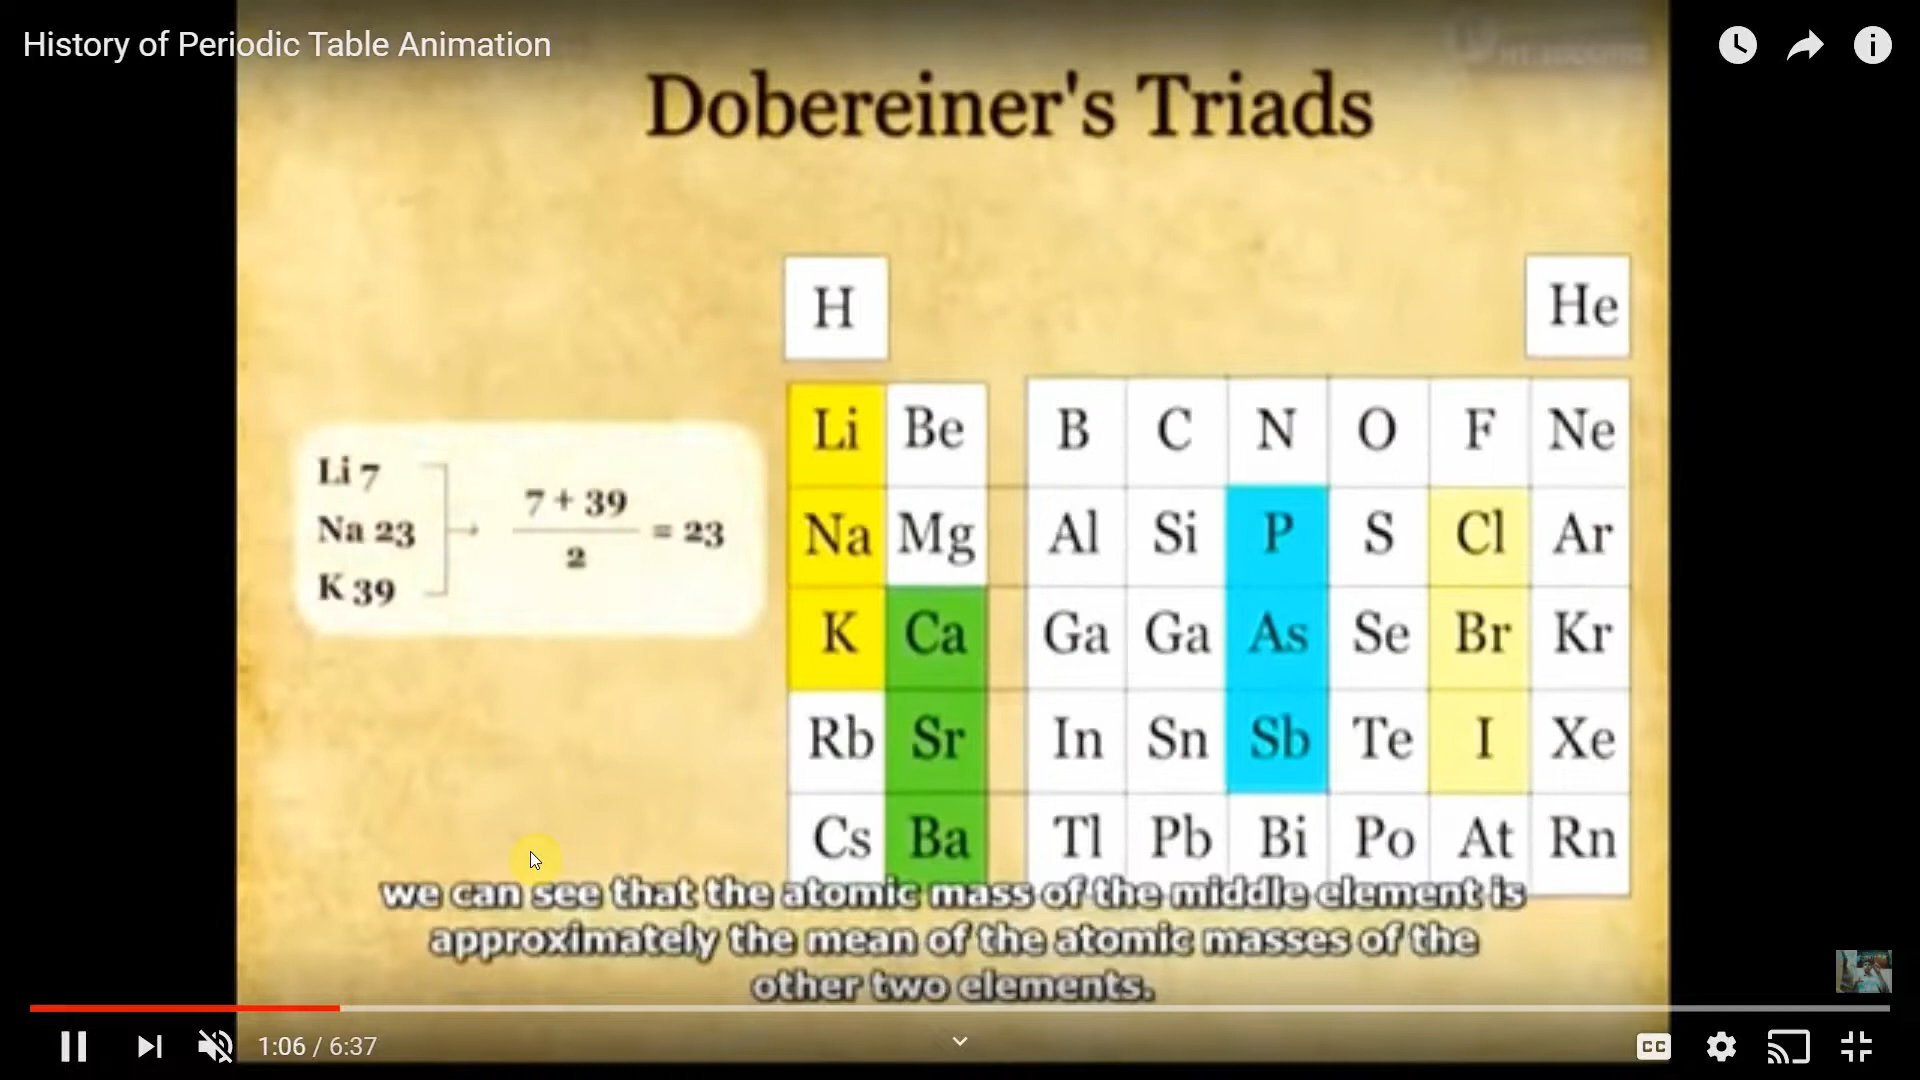 History of Periodic Table Animation
Dobereiner's Triads
H He
Li Be B C N O F Ne
Na Mg Al Si P S Cl Ar
K Ca Ga Ga As Se Br Kr
Rb Sr In Sn Sb Te I Xe
Cs Ba Tl Pb Bi Po At Rn
Li 7
Na 23
K 39
7 + 39
2
= 23
we can see that the atomic mass of the middle element is
approximately the mean of the atomic masses of the
other two elements.
1:06 / 6:37
CC